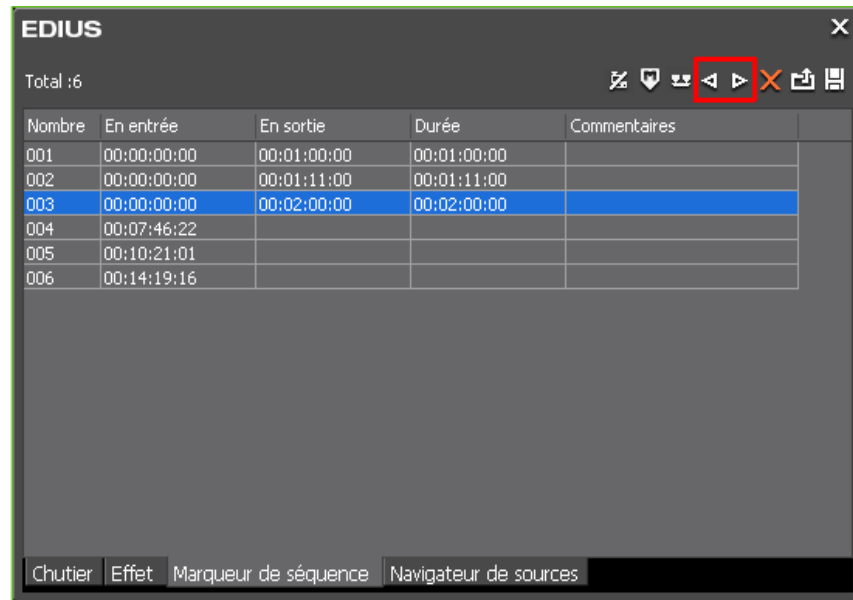 EDIUS
Total :6
Nombre En entrée En sortie Durée Commentaires
001 00:00:00:00 00:01:00:00 00:01:00:00
002 00:00:00:00 00:01:11:00 00:01:11:00
003 00:00:00:00 00:02:00:00 00:02:00:00
004 00:07:46:22
005 00:10:21:01
006 00:14:19:16
Chutier Effet Marqueur de séquence Navigateur de sources